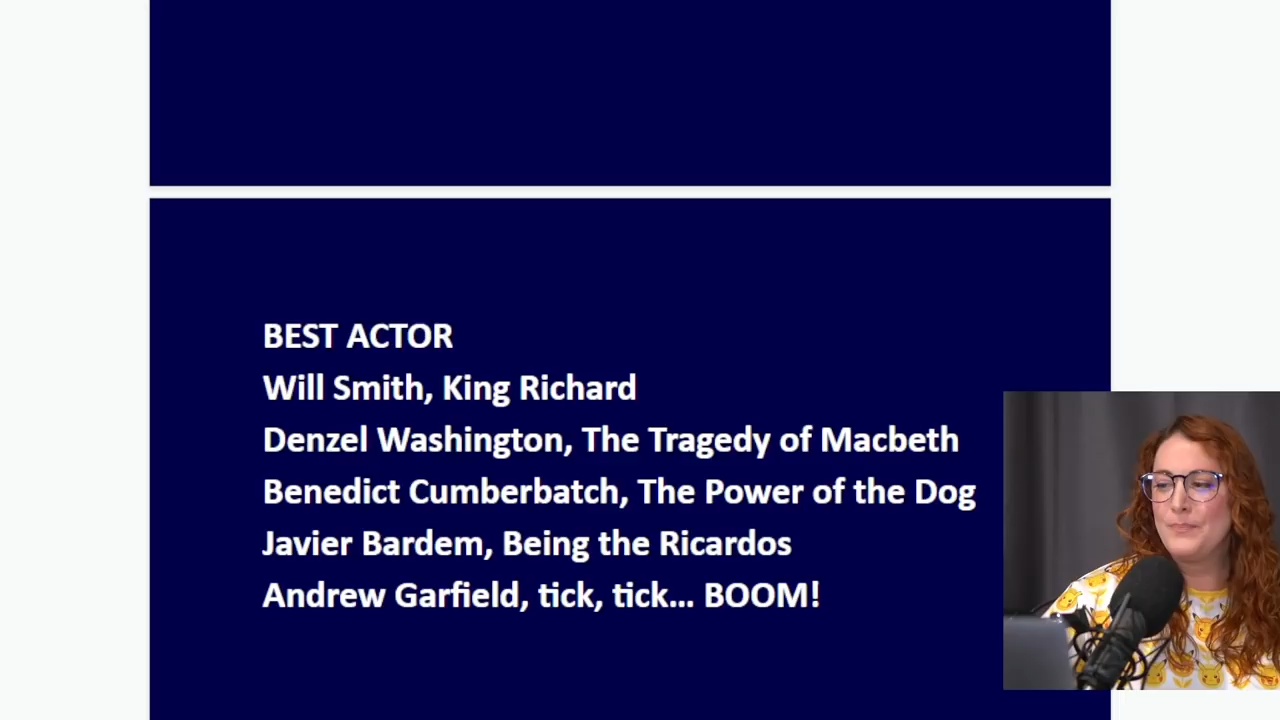 BEST ACTOR
Will Smith, King Richard
Denzel Washington, The Tragedy of Macbeth
Benedict Cumberbatch, The Power of the Dog
Javier Bardem, Being the Ricardos
Andrew Garfield, tick, tick... BOOM!